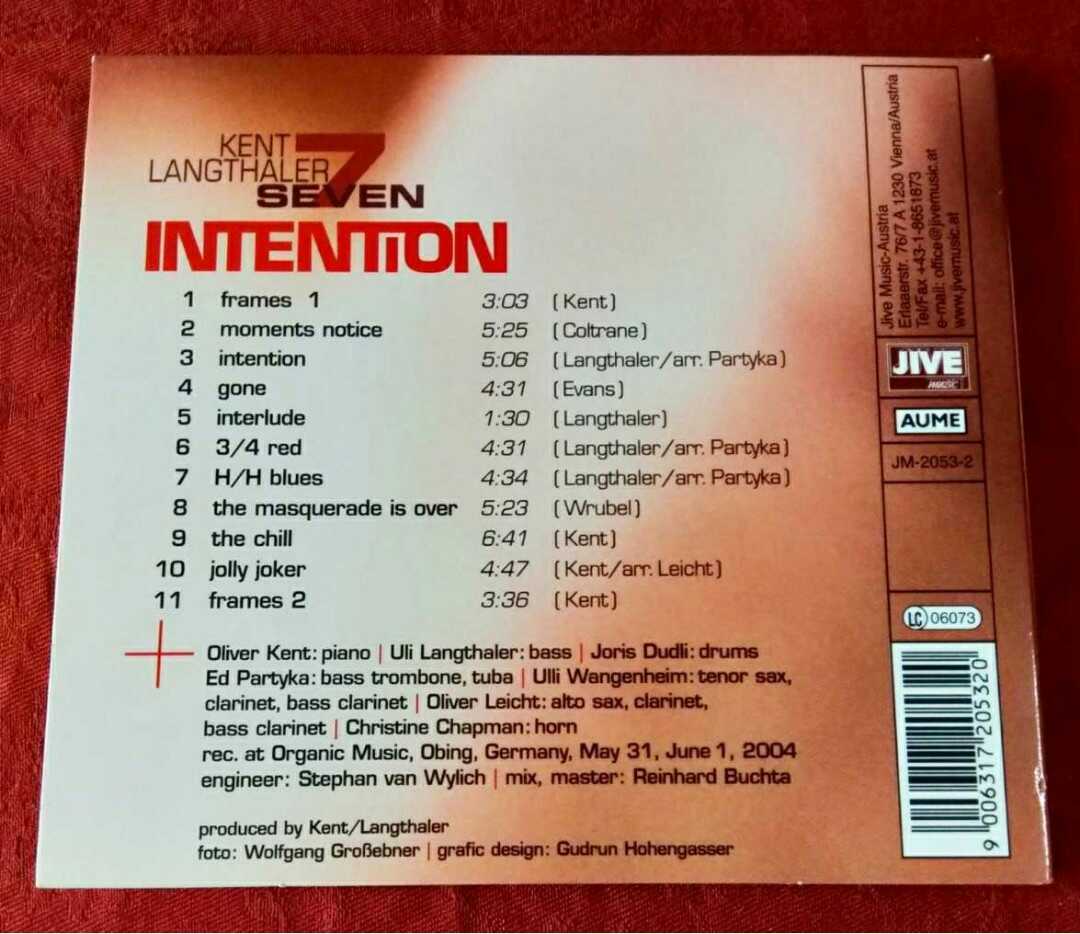 KENT
LANGTHALER 7
SEVEN
INTENTION
1 frames 1 3:03 (Kent)
2 moments notice 5:25 (Coltrane)
3 intention 5:06 (Langthaler/arr. Partyka)
4 gone 4:31 (Evans)
5 interlude 1:30 (Langthaler)
6 3/4 red 4:31 (Langthaler/arr. Partyka)
7 H/H blues 4:34 (Langthaler/arr. Partyka)
8 the masquerade is over 5:23 (Wrubel)
9 the chill 6:41 (Kent)
10 jolly joker 4:47 (Kent/arr. Leicht)
11 frames 2 3:36 (Kent)
Oliver Kent: piano | Uli Langthaler: bass | Joris Dudli: drums
Ed Partyka: bass trombone, tuba | Ulli Wangenheim: tenor sax,
clarinet, bass clarinet | Oliver Leicht: alto sax, clarinet,
bass clarinet | Christine Chapman: horn
rec. at Organic Music, Obing, Germany, May 31, June 1, 2004
engineer: Stephan van Wylich | mix, master: Reinhard Buchta
produced by Kent/Langthaler
foto: Wolfgang Großebner | grafic design: Gudrun Hohengasser
Jive Music-Austria
Erlaaerstr. 76/7 A 1230 Vienna/Austria
Tel/Fax +43-1-8651673
e-mail: office@jivemusic.at
www.jivemusic.at
JIVE
music
AUME
JM-2053-2
LC 06073
9 006317 205320